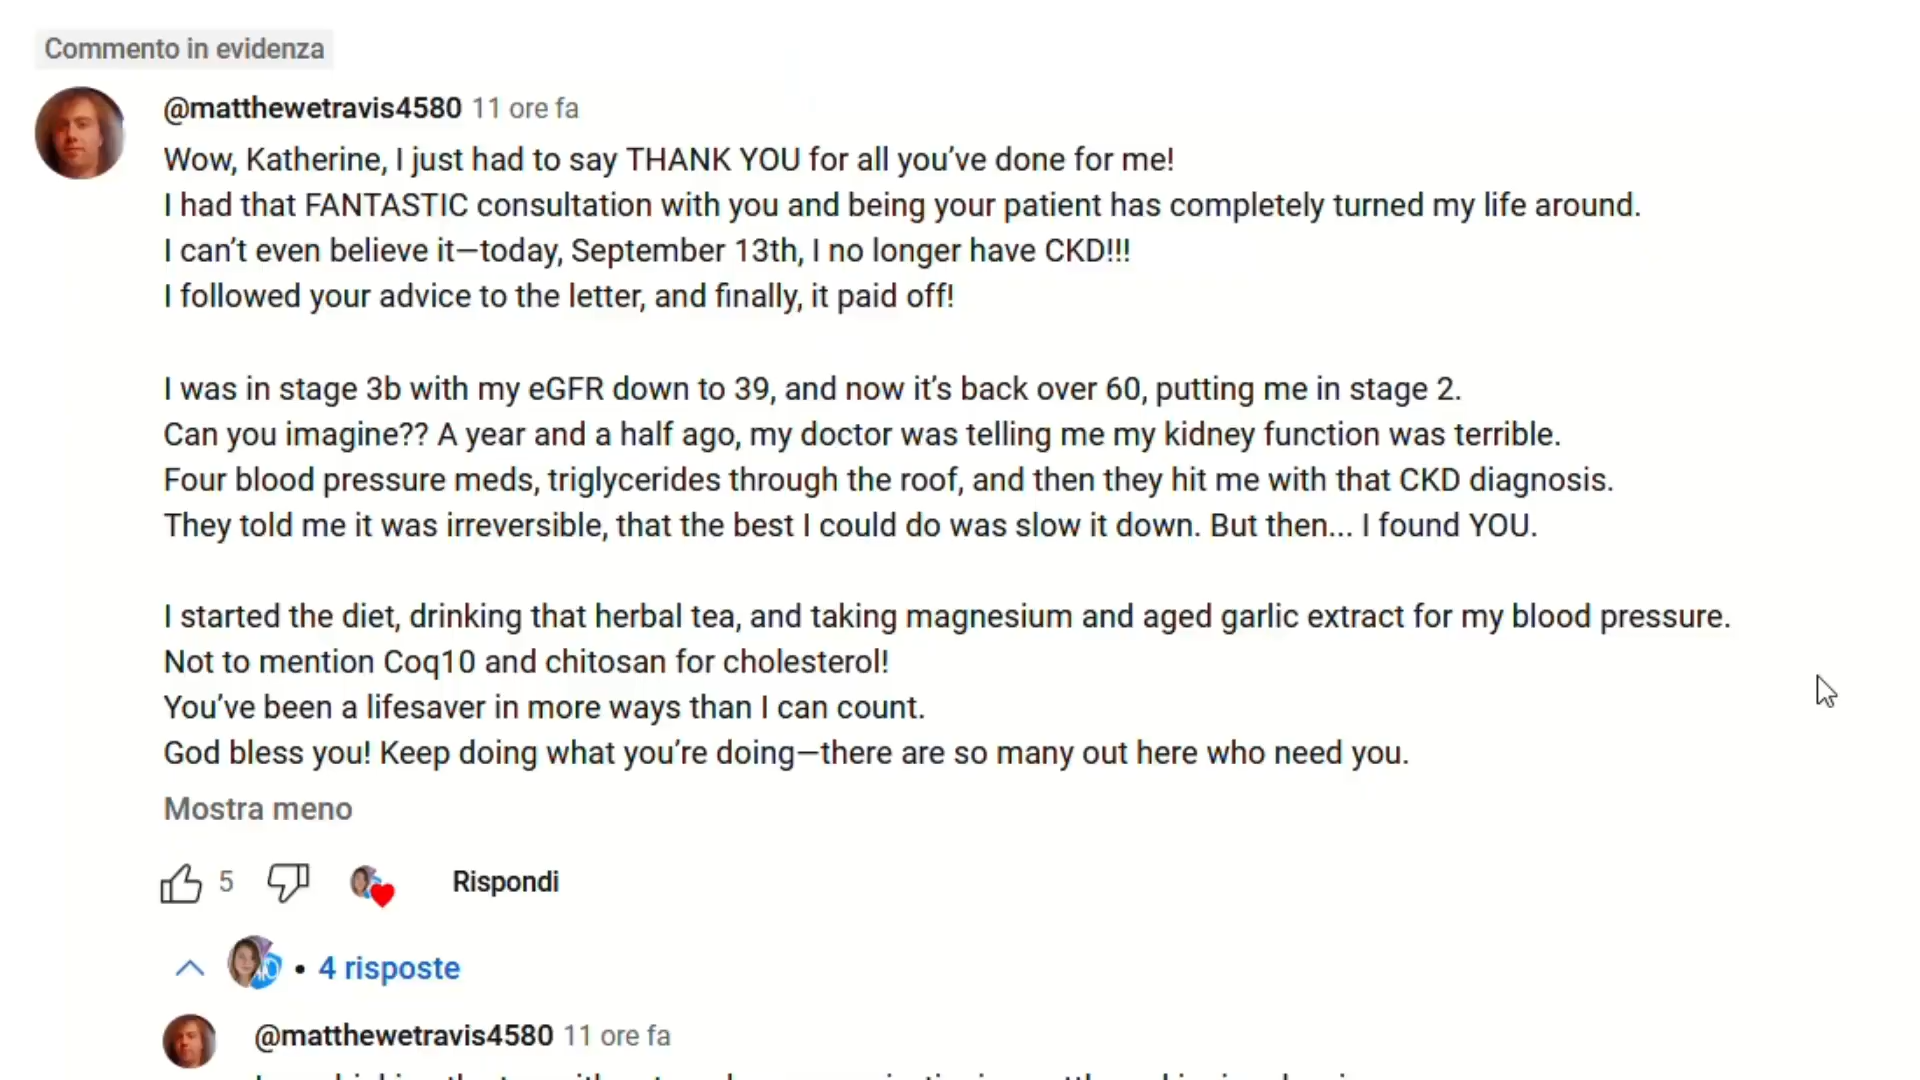 Commento in evidenza
@matthewetravis4580 11 ore fa
Wow, Katherine, I just had to say THANK YOU for all you’ve done for me!
I had that FANTASTIC consultation with you and being your patient has completely turned my life around.
I can’t even believe it—today, September 13th, I no longer have CKD!!!
I followed your advice to the letter, and finally, it paid off!
I was in stage 3b with my eGFR down to 39, and now it’s back over 60, putting me in stage 2.
Can you imagine?? A year and a half ago, my doctor was telling me my kidney function was terrible.
Four blood pressure meds, triglycerides through the roof, and then they hit me with that CKD diagnosis.
They told me it was irreversible, that the best I could do was slow it down. But then... I found YOU.
I started the diet, drinking that herbal tea, and taking magnesium and aged garlic extract for my blood pressure.
Not to mention Coq10 and chitosan for cholesterol!
You’ve been a lifesaver in more ways than I can count.
God bless you! Keep doing what you’re doing—there are so many out here who need you.
Mostra meno
5 Rispondi
• 4 risposte
@matthewetravis4580 11 ore fa